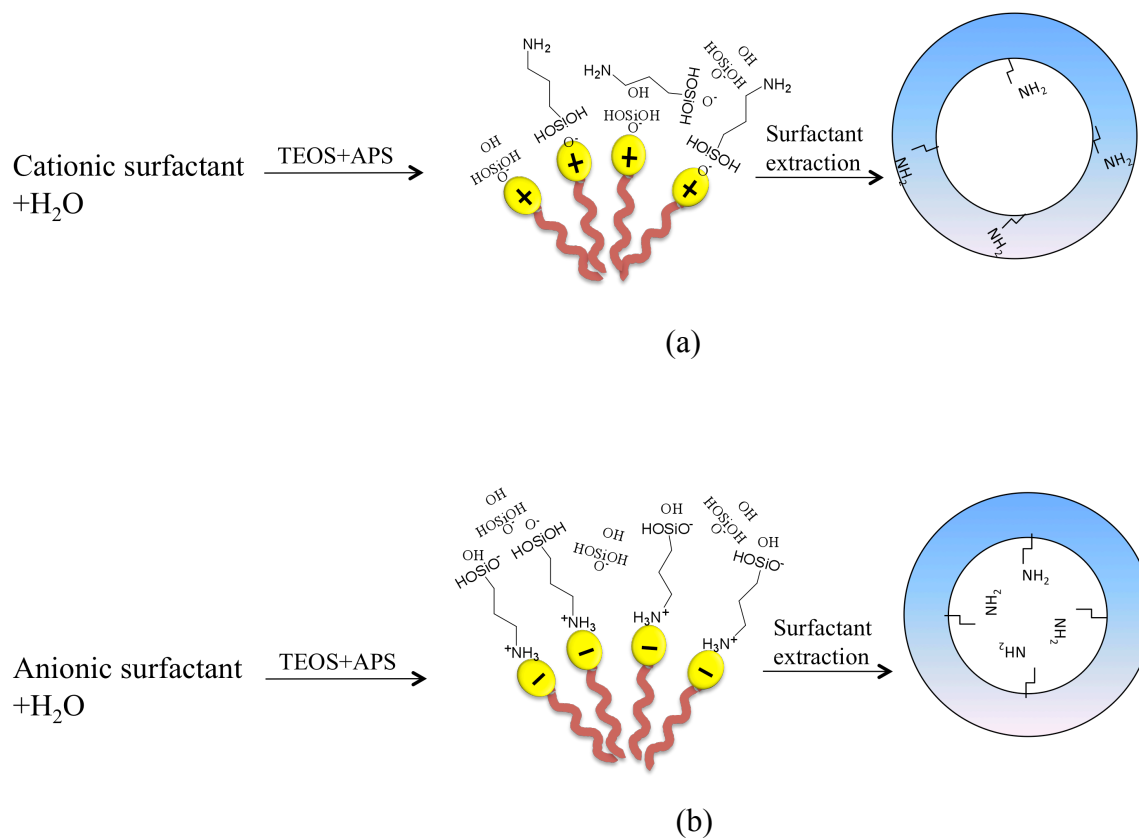 NH₂
H₂N
OH
HOSiOH
O⁻
HOSiOH
O⁻
OH
NH₂
OH
HOSiOH
O⁻
HOSiOH
O⁻
HOSiOH
O⁻
OH
HOSiOH
O⁻
Cationic surfactant
+H₂O
TEOS+APS
+
+
+
+
Surfactant
extraction
NH₂
NH₂
NH₂
NH₂
(a)
OH
HOSiOH
O⁻
OH
HOSiO⁻
O⁻
HOSiOH
OH
HOSiOH
O⁻
OH
HOSiO⁻
OH
HOSiOH
O⁻
OH
HOSiO⁻
⁺NH₃
⁺NH₃
H₃N⁺
H₃N⁺
Anionic surfactant
+H₂O
TEOS+APS
−
−
−
−
Surfactant
extraction
NH₂
NH₂
NH₂
NH₂
(b)